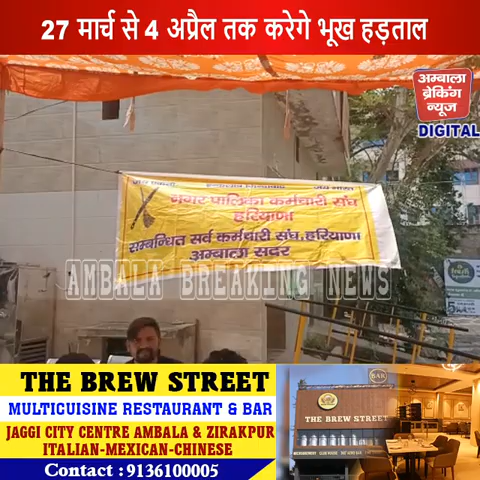 27 मार्च से 4 अप्रैल तक करेगे भूख हड़ताल
अम्बाला
ब्रेकिंग
न्यूज
DIGITAL
नगर पालिका कर्मचारी संघ
हरियाणा
सम्बन्धित सर्व कर्मचारी संघ, हरियाणा
अम्बाला सदर
AMBALA BREAKING NEWS
THE BREW STREET
MULTIGUISINE RESTAURANT & BAR
JAGGI CITY CENTRE AMBALA & ZIRAKPUR
ITALIAN-MEXICAN-CHINESE
Contact : 9136100005
BAR
THE BREW STREET